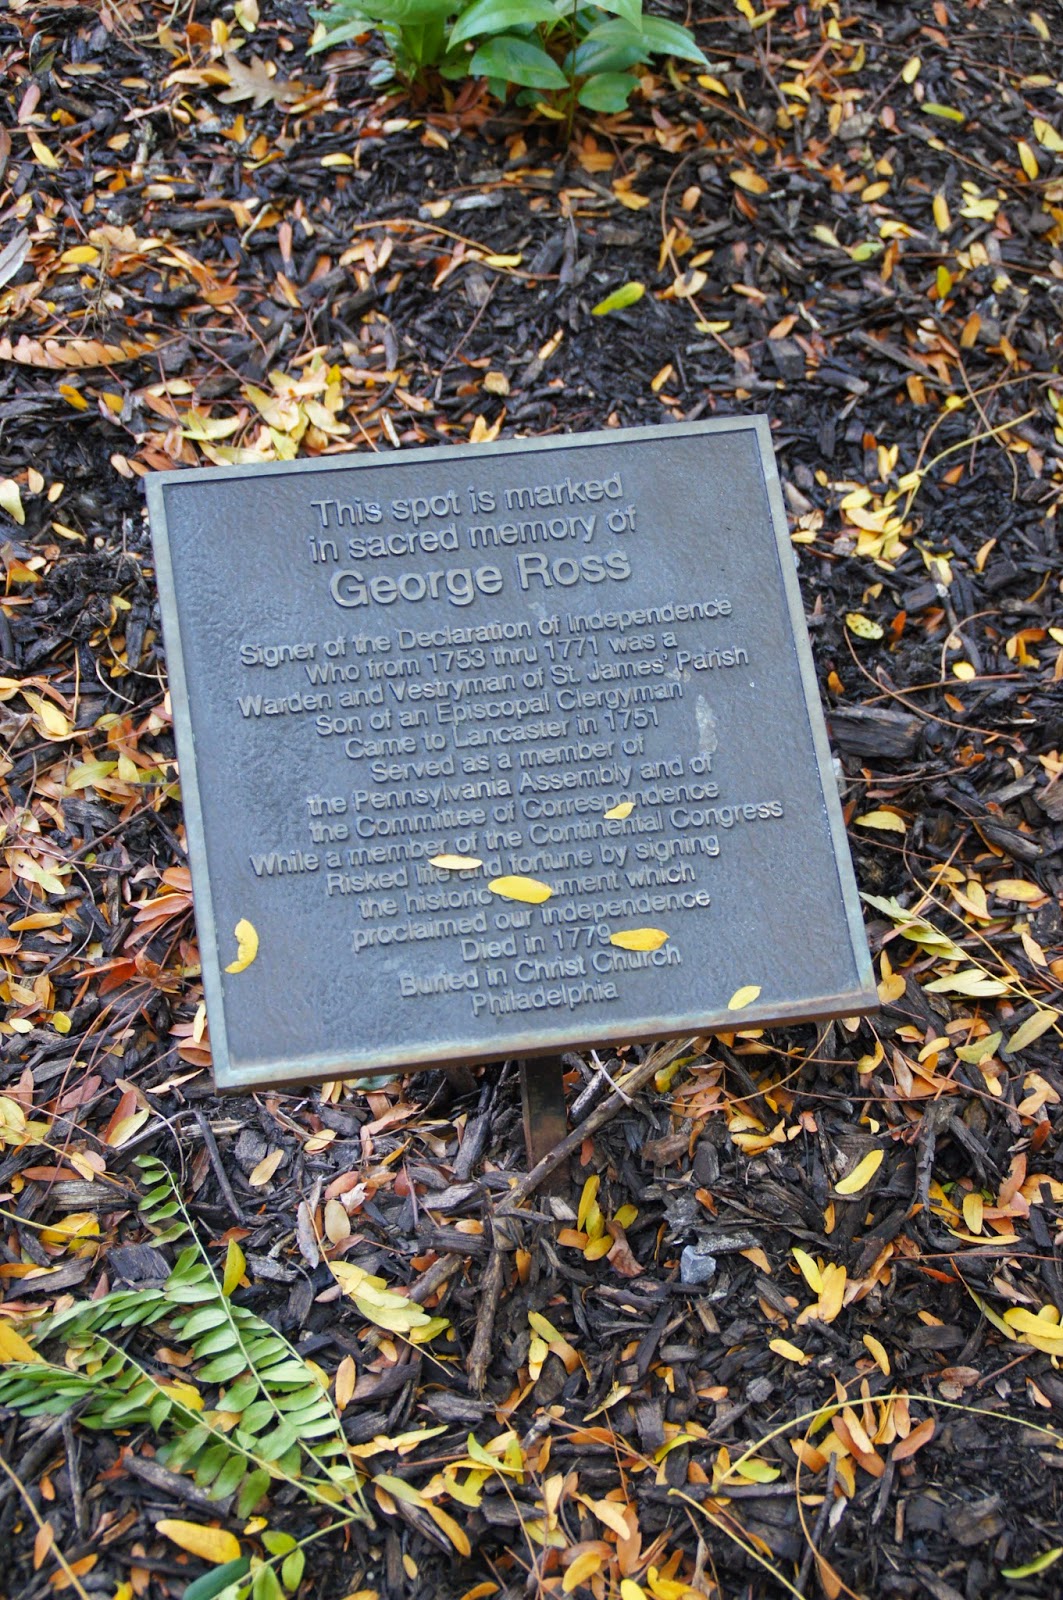 This spot is marked
in sacred memory of
George Ross
Signer of the Declaration of Independence
Who from 1753 thru 1771 was a
Warden and Vestryman of St. James' Parish
Son of an Episcopal Clergyman
Came to Lancaster in 1751
Served as a member of
the Pennsylvania Assembly and of
the Committee of Correspondence
While a member of the Continental Congress
Risked life and fortune by signing
the historic document which
proclaimed our independence
Died in 1779
Buried in Christ Church
Philadelphia